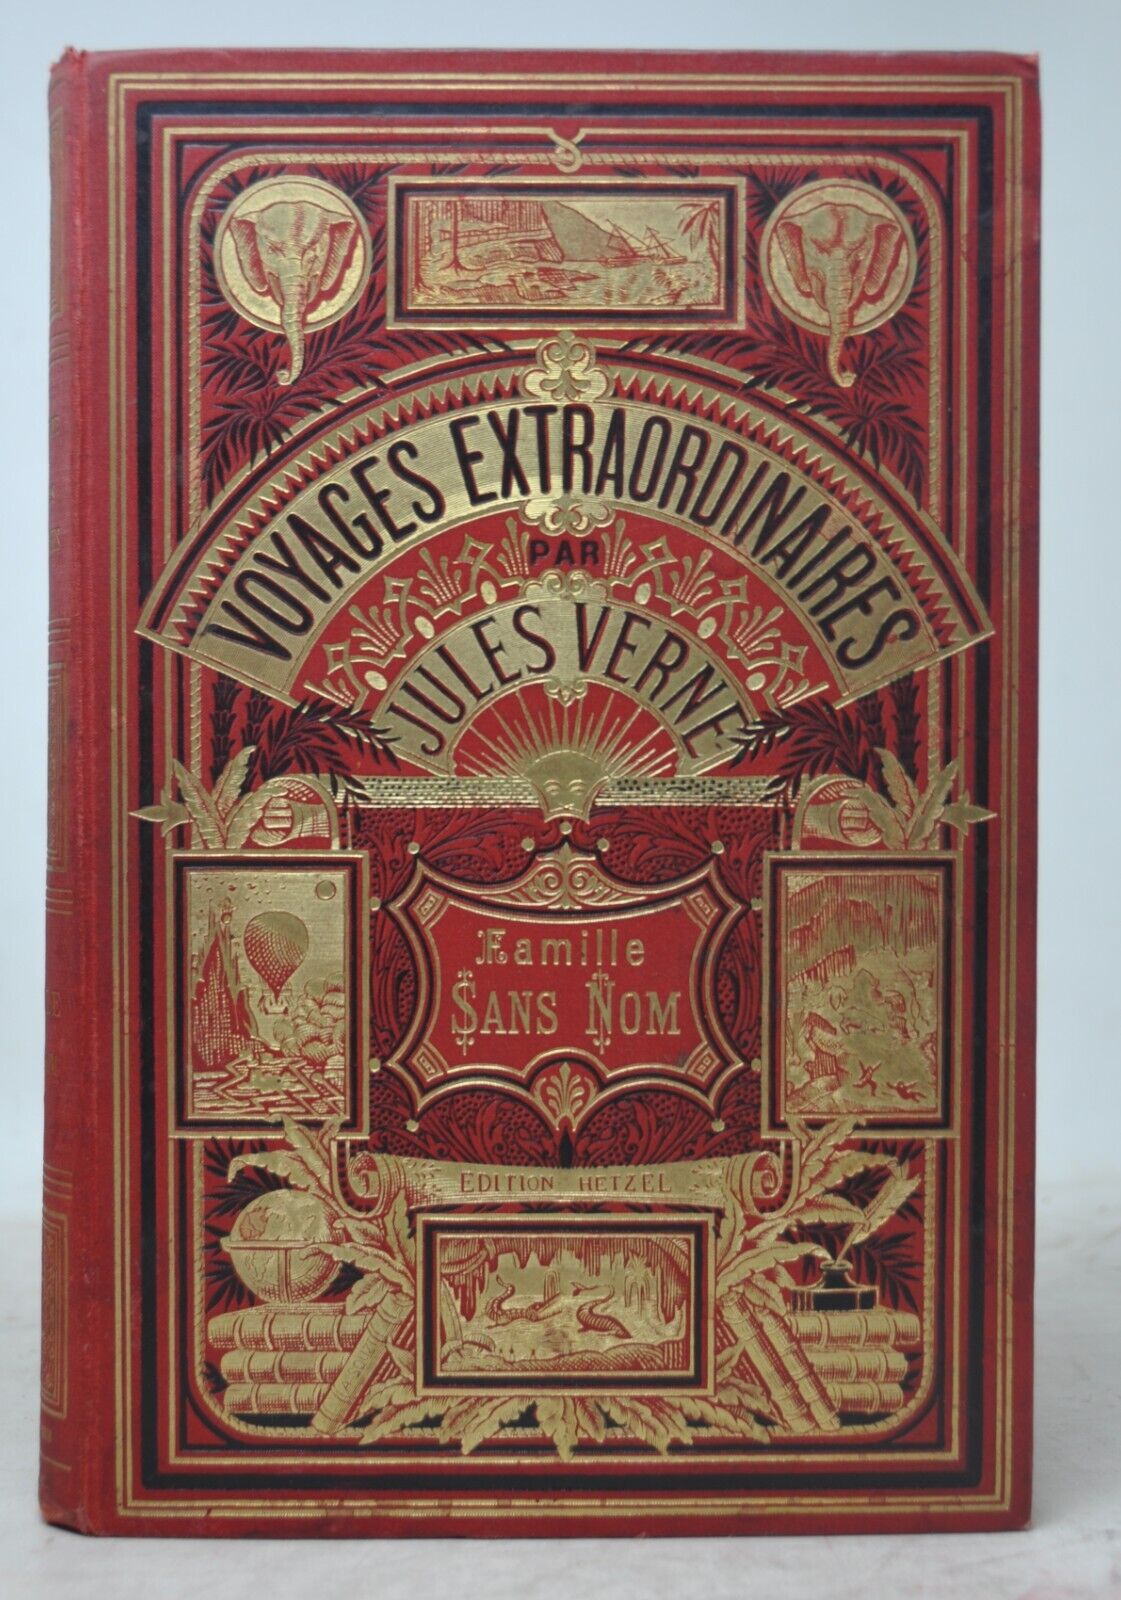 VOYAGES EXTRAORDINAIRES
PAR
JULES VERNE
Famille
SANS NOM
EDITION HETZEL